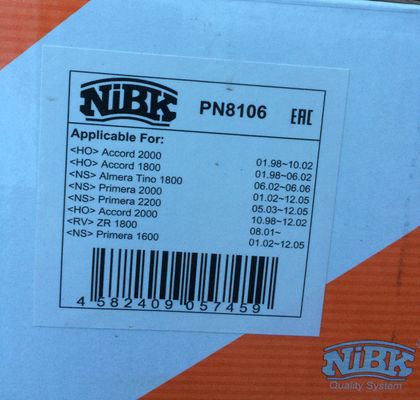 NiBK PN8106 EAC
Applicable For:
<HO> Accord 2000 01.98~10.02
<HO> Accord 1800 01.98~06.02
<NS> Almera Tino 1800 06.02~06.06
<NS> Primera 2000 01.02~12.05
<NS> Primera 2200 05.03~12.05
<HO> Accord 2000 10.98~12.02
<RV> ZR 1800 08.01~
<NS> Primera 1600 01.02~12.05
4 582409 057459
NiBK
Quality System